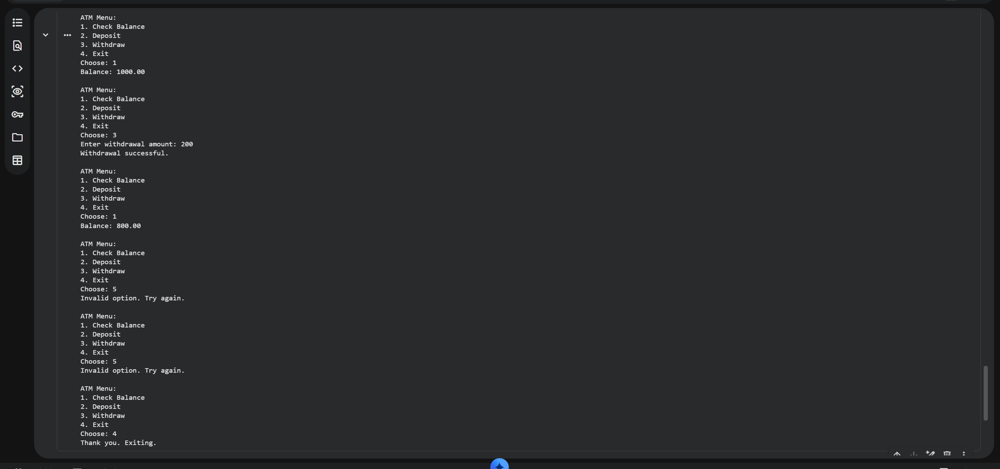 ATM Menu:
1. Check Balance
2. Deposit
3. Withdraw
4. Exit
Choose: 1
Balance: 1000.00
ATM Menu:
1. Check Balance
2. Deposit
3. Withdraw
4. Exit
Choose: 3
Enter withdrawal amount: 200
Withdrawal successful.
ATM Menu:
1. Check Balance
2. Deposit
3. Withdraw
4. Exit
Choose: 1
Balance: 800.00
ATM Menu:
1. Check Balance
2. Deposit
3. Withdraw
4. Exit
Choose: 5
Invalid option. Try again.
ATM Menu:
1. Check Balance
2. Deposit
3. Withdraw
4. Exit
Choose: 5
Invalid option. Try again.
ATM Menu:
1. Check Balance
2. Deposit
3. Withdraw
4. Exit
Choose: 4
Thank you. Exiting.